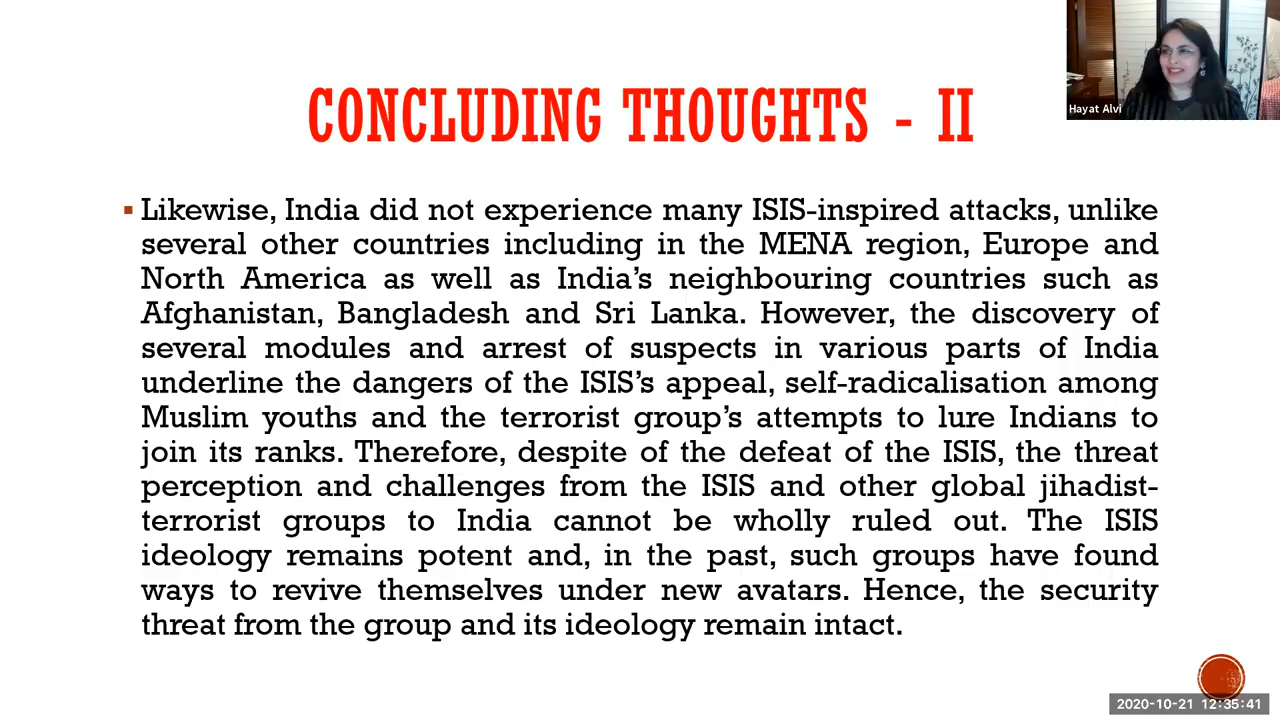 Hayat Alvi
CONCLUDING THOUGHTS - II
Likewise, India did not experience many ISIS-inspired attacks, unlike
several other countries including in the MENA region, Europe and
North America as well as India's neighbouring countries such as
Afghanistan, Bangladesh and Sri Lanka. However, the discovery of
several modules and arrest of suspects in various parts of India
underline the dangers of the ISIS's appeal, self-radicalisation among
Muslim youths and the terrorist group's attempts to lure Indians to
join its ranks. Therefore, despite of the defeat of the ISIS, the threat
perception and challenges from the ISIS and other global jihadist-
terrorist groups to India cannot be wholly ruled out. The ISIS
ideology remains potent and, in the past, such groups have found
ways to revive themselves under new avatars. Hence, the security
threat from the group and its ideology remain intact.
2020-10-21 12:35:41